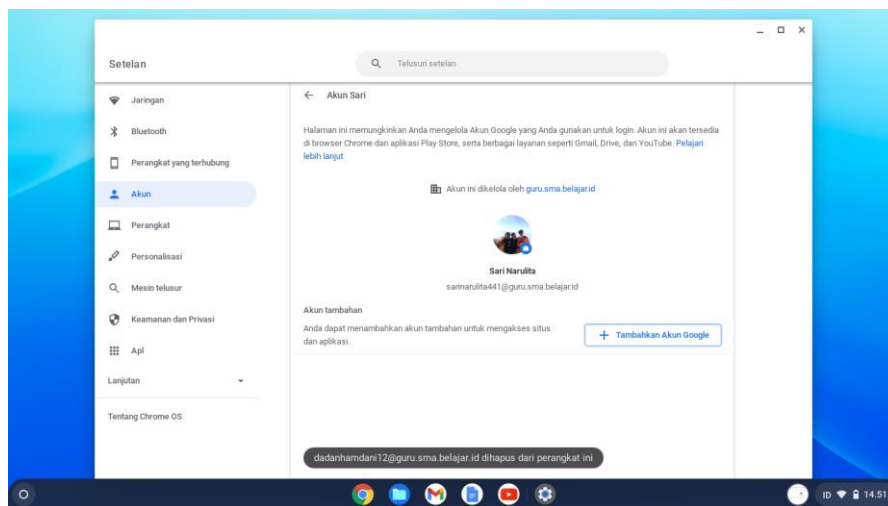 Setelan
Telusuri setelan
Jaringan
Bluetooth
Perangkat yang terhubung
Akun
Perangkat
Personalisasi
Mesin telusur
Keamanan dan Privasi
Apl
Lanjutan
Tentang Chrome OS
Akun Sari
Halaman ini memungkinkan Anda mengelola Akun Google yang Anda gunakan untuk login. Akun ini akan tersedia
di browser Chrome dan aplikasi Play Store, serta berbagai layanan seperti Gmail, Drive, dan YouTube. Pelajari
lebih lanjut
Akun ini dikelola oleh guru.sma.belajar.id
Sari Narulita
sarinarulita441@guru.sma.belajar.id
Akun tambahan
Anda dapat menambahkan akun tambahan untuk mengakses situs
dan aplikasi.
Tambahkan Akun Google
dadanhamdani12@guru.sma.belajar.id dihapus dari perangkat ini
ID 14.51